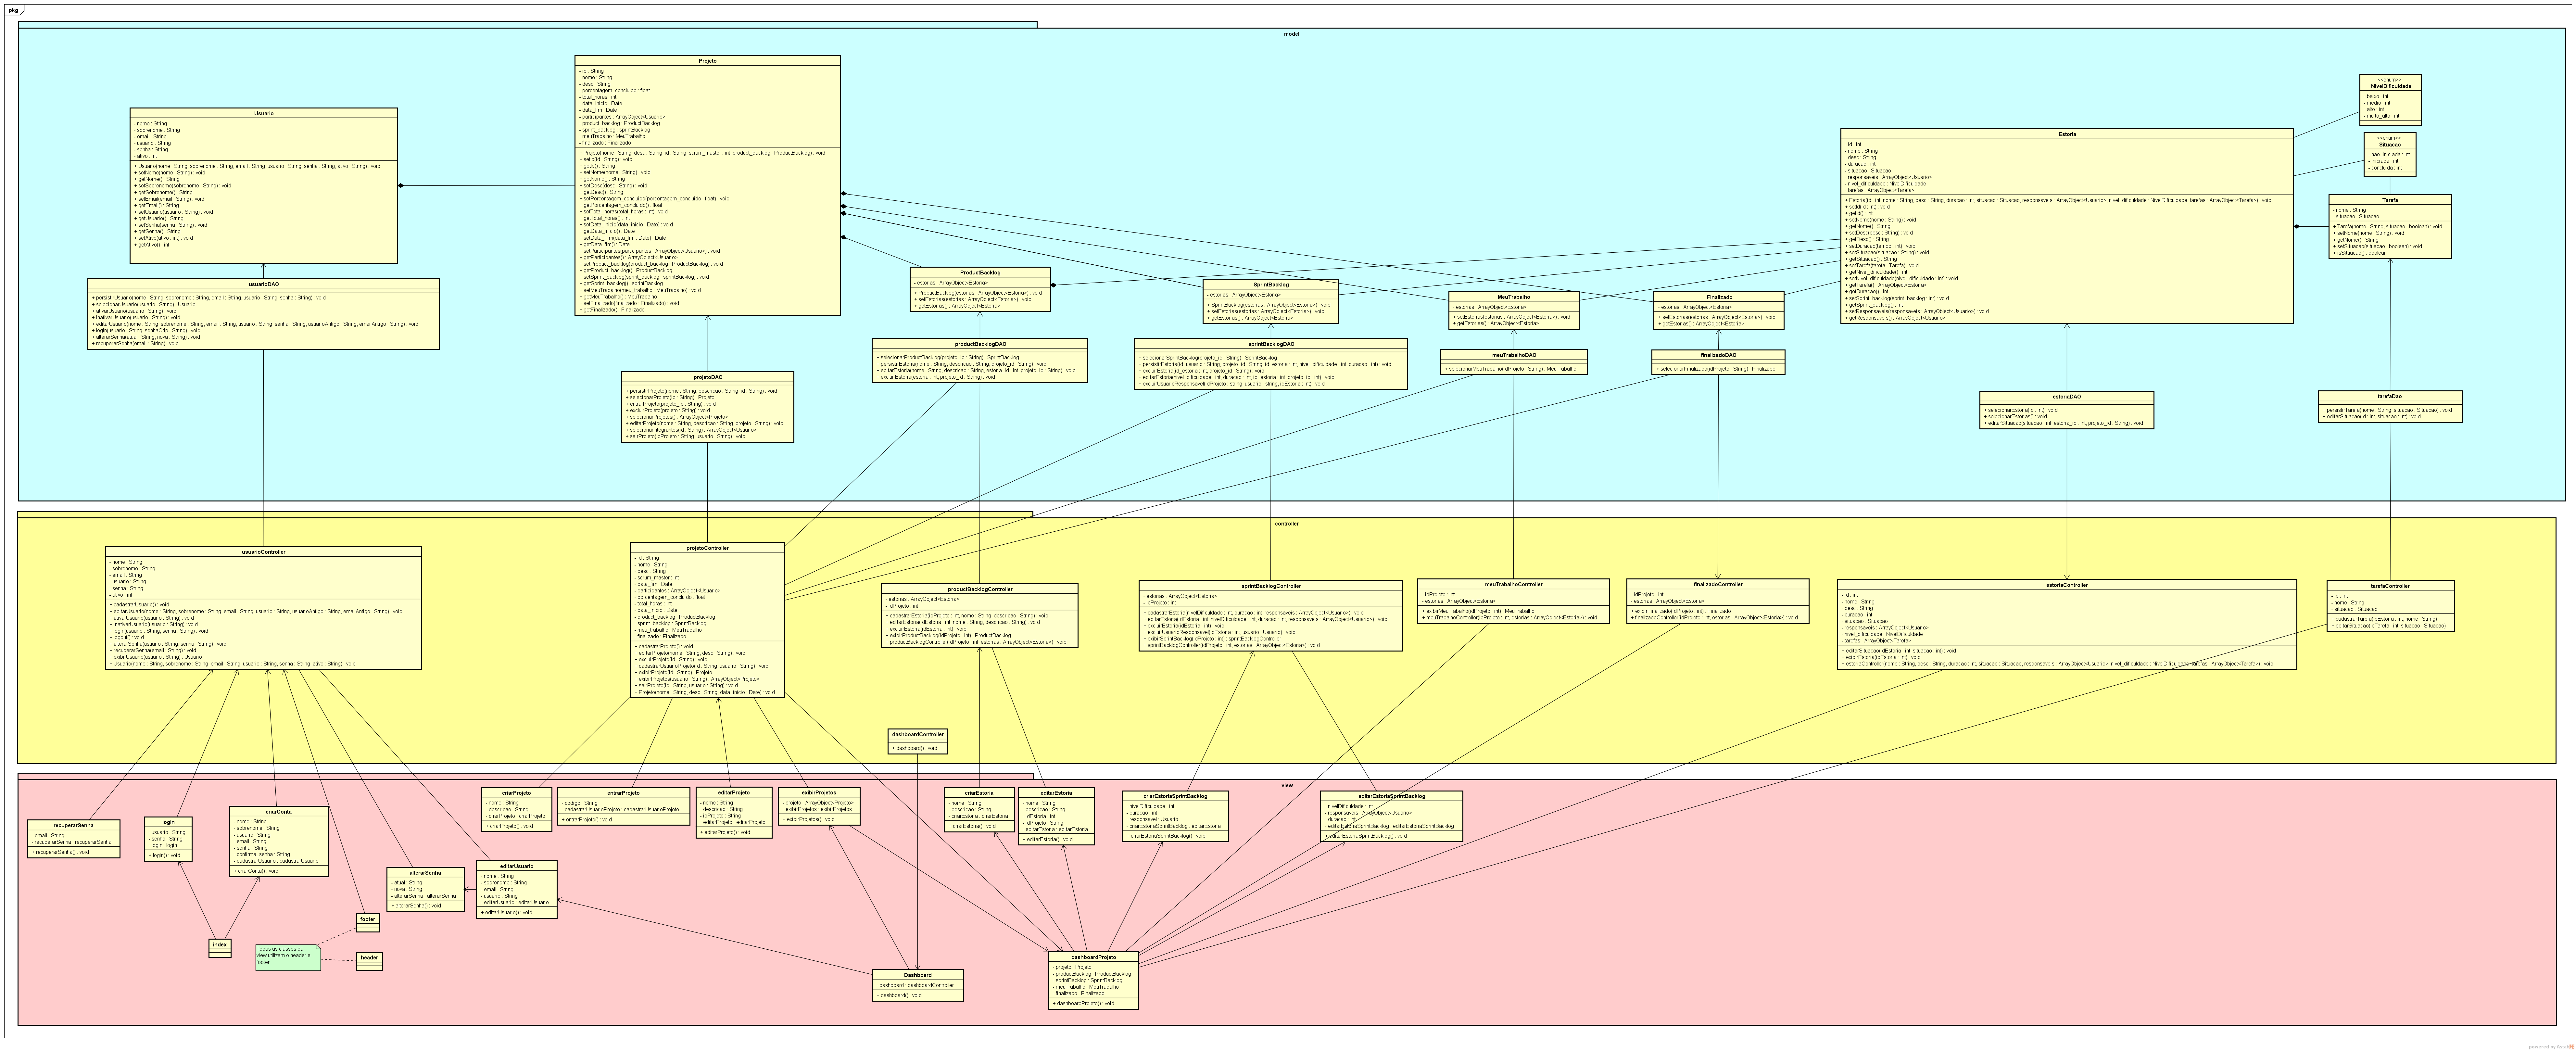 pkg
model
Projeto
- id : String
- nome : String
- desc : String
- porcentagem_concluido : float
- total_horas : int
- data_inicio : Date
- data_fim : Date
- participantes : ArrayObject<Usuario>
- product_backlog : ProductBacklog
- sprint_backlog : sprintBacklog
- meuTrabalho : MeuTrabalho
- finalizado : Finalizado
+ Projeto(nome : String, desc : String, id : String, scrum_master : int, product_backlog : ProductBacklog) : void
+ setId(id : String) : void
+ getId() : String
+ setNome(nome : String) : void
+ getNome() : String
+ setDesc(desc : String) : void
+ getDesc() : String
+ setPorcentagem_concluido(porcentagem_concluido : float) : void
+ getPorcentagem_concluido() : float
+ setTotal_horas(total_horas : int) : void
+ getTotal_horas() : int
+ setData_inicio(data_inicio : Date) : void
+ getData_inicio() : Date
+ setData_Fim(data_fim : Date) : Date
+ getData_fim() : Date
+ setParticipantes(participantes : ArrayObject<Usuario>) : void
+ getParticipantes() : ArrayObject<Usuario>
+ setProduct_backlog(product_backlog : ProductBacklog) : void
+ getProduct_backlog() : ProductBacklog
+ setSprint_backlog(sprint_backlog : sprintBacklog) : void
+ getSprint_backlog() : sprintBacklog
+ setMeuTrabalho(meu_trabalho : MeuTrabalho) : void
+ getMeuTrabalho() : MeuTrabalho
+ setFinalizado(finalizado : Finalizado) : void
+ getFinalizado() : Finalizado
Usuario
- nome : String
- sobrenome : String
- email : String
- usuario : String
- senha : String
- ativo : int
+ Usuario(nome : String, sobrenome : String, email : String, usuario : String, senha : String, ativo : String) : void
+ setNome(nome : String) : void
+ getNome() : String
+ setSobrenome(sobrenome : String) : void
+ getSobrenome() : String
+ setEmail(email : String) : void
+ getEmail() : String
+ setUsuario(usuario : String) : void
+ getUsuario() : String
+ setSenha(senha : String) : void
+ getSenha() : String
+ setAtivo(ativo : int) : void
+ getAtivo() : int
<<enum>>
NivelDificuldade
- baixo : int
- medio : int
- alto : int
- muito_alto : int
<<enum>>
Situacao
- nao_iniciada : int
- iniciada : int
- concluida : int
Estoria
- id : int
- nome : String
- desc : String
- duracao : int
- situacao : Situacao
- responsaveis : ArrayObject<Usuario>
- nivel_dificuldade : NivelDificuldade
- tarefas : ArrayObject<Tarefa>
+ Estoria(id : int, nome : String, desc : String, duracao : int, situacao : Situacao, responsaveis : ArrayObject<Usuario>, nivel_dificuldade : NivelDificuldade, tarefas : ArrayObject<Tarefa>) : void
+ setId(id : int) : void
+ getId() : int
+ setNome(nome : String) : void
+ getNome() : String
+ setDesc(desc : String) : void
+ getDesc() : String
+ setDuracao(tempo : int) : void
+ setSituacao(situacao : String) : void
+ getSituacao() : String
+ setTarefa(tarefa : Tarefa) : void
+ getNivel_dificuldade() : int
+ setNivel_dificuldade(nivel_dificuldade : int) : void
+ getTarefa() : ArrayObject<Estoria>
+ getDuracao() : int
+ setSprint_backlog(sprint_backlog : int) : void
+ getSprint_backlog() : int
+ setResponsaveis(responsaveis : ArrayObject<Usuario>) : void
+ getResponsaveis() : ArrayObject<Usuario>
Tarefa
- nome : String
- situacao : Situacao
+ Tarefa(nome : String, situacao : boolean) : void
+ setNome(nome : String) : void
+ getNome() : String
+ setSituacao(situacao : boolean) : void
+ isSituacao() : boolean
ProductBacklog
- estorias : ArrayObject<Estoria>
+ ProductBacklog(estorias : ArrayObject<Estoria>) : void
+ setEstorias(estorias : ArrayObject<Estoria>) : void
+ getEstorias() : ArrayObject<Estoria>
SprintBacklog
- estorias : ArrayObject<Estoria>
+ SprintBacklog(estorias : ArrayObject<Estoria>) : void
+ setEstorias(estorias : ArrayObject<Estoria>) : void
+ getEstorias() : ArrayObject<Estoria>
MeuTrabalho
- estorias : ArrayObject<Estoria>
+ setEstorias(estorias : ArrayObject<Estoria>) : void
+ getEstorias() : ArrayObject<Estoria>
Finalizado
- estorias : ArrayObject<Estoria>
+ setEstorias(estorias : ArrayObject<Estoria>) : void
+ getEstorias() : ArrayObject<Estoria>
usuarioDAO
+ persistirUsuario(nome : String, sobrenome : String, email : String, usuario : String, senha : String) : void
+ selecionarUsuario(usuario : String) : Usuario
+ ativarUsuario(usuario : String) : void
+ inativarUsuario(usuario : String) : void
+ editarUsuario(nome : String, sobrenome : String, email : String, usuario : String, senha : String, usuarioAntigo : String, emailAntigo : String) : void
+ login(usuario : String, senhaCrip : String) : void
+ alterarSenha(atual : String, nova : String) : void
+ recuperarSenha(email : String) : void
projetoDAO
+ persistirProjeto(nome : String, descricao : String, id : String) : void
+ selecionarProjeto(id : String) : Projeto
+ entrarProjeto(projeto_id : String) : void
+ excluirProjeto(projeto : String) : void
+ selecionarProjetos() : ArrayObject<Projeto>
+ editarProjeto(nome : String, descricao : String, projeto : String) : void
+ selecionarIntegrantes(id : String) : ArrayObject<Usuario>
+ sairProjeto(idProjeto : String, usuario : String) : void
productBacklogDAO
+ selecionarProductBacklog(projeto_id : String) : SprintBacklog
+ persistirEstoria(nome : String, descricao : String, projeto_id : String) : void
+ editarEstoria(nome : String, descricao : String, estoria_id : int, projeto_id : String) : void
+ excluirEstoria(estoria : int, projeto_id : String) : void
sprintBacklogDAO
+ selecionarSprintBacklog(projeto_id : String) : SprintBacklog
+ persistirEstoria(id_usuario : String, projeto_id : String, id_estoria : int, nivel_dificuldade : int, duracao : int) : void
+ excluirEstoria(id_estoria : int, projeto_id : String) : void
+ editarEstoria(nivel_dificuldade : int, duracao : int, id_estoria : int, projeto_id : int) : void
+ excluirUsuarioResponsavel(idProjeto : string, usuario : string, idEstoria : int) : void
meuTrabalhoDAO
+ selecionarMeuTrabalho(idProjeto : String) : MeuTrabalho
finalizadoDAO
+ selecionarFinalizado(idProjeto : String) : Finalizado
estoriaDAO
+ selecionarEstoria(id : int) : void
+ selecionarEstorias() : void
+ editarSituacao(situacao : int, estoria_id : int, projeto_id : String) : void
tarefaDao
+ persistirTarefa(nome : String, situacao : Situacao) : void
+ editarSituacao(id : int, situacao : int) : void
controller
usuarioController
- nome : String
- sobrenome : String
- email : String
- usuario : String
- senha : String
- ativo : int
+ cadastrarUsuario() : void
+ editarUsuario(nome : String, sobrenome : String, email : String, usuario : String, usuarioAntigo : String, emailAntigo : String) : void
+ ativarUsuario(usuario : String) : void
+ inativarUsuario(usuario : String) : void
+ login(usuario : String, senha : String) : void
+ logout() : void
+ alterarSenha(usuario : String, senha : String) : void
+ recuperarSenha(email : String) : void
+ exibirUsuario(usuario : String) : Usuario
+ Usuario(nome : String, sobrenome : String, email : String, usuario : String, senha : String, ativo : String) : void
projetoController
- id : String
- nome : String
- desc : String
- scrum_master : int
- data_fim : Date
- participantes : ArrayObject<Usuario>
- porcentagem_concluido : float
- total_horas : int
- data_inicio : Date
- product_backlog : ProductBacklog
- sprint_backlog : SprintBacklog
- meu_trabalho : MeuTrabalho
- finalizado : Finalizado
+ cadastrarProjeto() : void
+ editarProjeto(nome : String, desc : String) : void
+ excluirProjeto(id : String) : void
+ cadastrarUsuarioProjeto(id : String, usuario : String) : void
+ exibirProjeto(id : String) : Projeto
+ exibirProjetos(usuario : String) : ArrayObject<Projeto>
+ sairProjeto(id : String, usuario : String) : void
+ Projeto(nome : String, desc : String, data_inicio : Date) : void
productBacklogController
- estorias : ArrayObject<Estoria>
- idProjeto : int
+ cadastrarEstoria(idProjeto : int, nome : String, descricao : String) : void
+ editarEstoria(idEstoria : int, nome : String, descricao : String) : void
+ excluirEstoria(idEstoria : int) : void
+ exibirProductBacklog(idProjeto : int) : ProductBacklog
+ productBacklogController(idProjeto : int, estorias : ArrayObject<Estoria>) : void
sprintBacklogController
- estorias : ArrayObject<Estoria>
- idProjeto : int
+ cadastrarEstoria(nivelDificuldade : int, duracao : int, responsaveis : ArrayObject<Usuario>) : void
+ editarEstoria(idEstoria : int, nivelDificuldade : int, duracao : int, responsaveis : ArrayObject<Usuario>) : void
+ excluirEstoria(idEstoria : int) : void
+ excluirUsuarioResponsavel(idEstoria : int, usuario : Usuario) : void
+ exibirSprintBacklog(idProjeto : int) : sprintBacklogController
+ sprintBacklogController(idProjeto : int, estorias : ArrayObject<Estoria>) : void
meuTrabalhoController
- idProjeto : int
- estorias : ArrayObject<Estoria>
+ exibirMeuTrabalho(idProjeto : int) : MeuTrabalho
+ meuTrabalhoController(idProjeto : int, estorias : ArrayObject<Estoria>) : void
finalizadoController
- idProjeto : int
- estorias : ArrayObject<Estoria>
+ exibirFinalizado(idProjeto : int) : Finalizado
+ finalizadoController(idProjeto : int, estorias : ArrayObject<Estoria>) : void
estoriaController
- id : int
- nome : String
- desc : String
- duracao : int
- situacao : Situacao
- responsaveis : ArrayObject<Usuario>
- nivel_dificuldade : NivelDificuldade
- tarefas : ArrayObject<Tarefa>
+ editarSituacao(idEstoria : int, situacao : int) : void
+ exibirEstoria(idEstoria : int) : void
+ estoriaController(nome : String, desc : String, duracao : int, situacao : Situacao, responsaveis : ArrayObject<Usuario>, nivel_dificuldade : NivelDificuldade, tarefas : ArrayObject<Tarefa>) : void
tarefaController
- id : int
- nome : String
- situacao : Situacao
+ cadastrarTarefa(idEstoria : int, nome : String)
+ editarSituacao(idTarefa : int, situacao : Situacao)
dashboardController
+ dashboard() : void
view
recuperarSenha
- email : String
- recuperarSenha : recuperarSenha
+ recuperarSenha() : void
login
- usuario : String
- senha : String
- login : login
+ login() : void
criarConta
- nome : String
- sobrenome : String
- usuario : String
- email : String
- senha : String
- confirma_senha : String
- cadastrarUsuario : cadastrarUsuario
+ criarConta() : void
alterarSenha
- atual : String
- nova : String
- alterarSenha : alterarSenha
+ alterarSenha() : void
editarUsuario
- nome : String
- sobrenome : String
- email : String
- usuario : String
- editarUsuario : editarUsuario
+ editarUsuario() : void
criarProjeto
- nome : String
- descricao : String
- criarProjeto : criarProjeto
+ criarProjeto() : void
entrarProjeto
- codigo : String
- cadastrarUsuarioProjeto : cadastrarUsuarioProjeto
+ entrarProjeto() : void
editarProjeto
- nome : String
- descricao : String
- idProjeto : String
- editarProjeto : editarProjeto
+ editarProjeto() : void
exibirProjetos
- projeto : ArrayObject<Projeto>
- exibirProjetos : exibirProjetos
+ exibirProjetos() : void
criarEstoria
- nome : String
- descricao : String
- criarEstoria : criarEstoria
+ criarEstoria() : void
editarEstoria
- nome : String
- descricao : String
- idEstoria : int
- idProjeto : String
- editarEstoria : editarEstoria
+ editarEstoria() : void
criarEstoriaSprintBacklog
- nivelDificuldade : int
- duracao : int
- responsavel : Usuario
- criarEstoriaSprintBacklog : editarEstoria
+ criarEstoriaSprintBacklog() : void
editarEstoriaSprintBacklog
- nivelDificuldade : int
- responsavers : ArrayObject<Usuario>
- duracao : int
- editarEstoriaSprintBacklog : editarEstoriaSprintBacklog
+ editarEstoriaSprintBacklog() : void
footer
index
Todas as classes da
view utilizam o header e
footer
header
Dashboard
- dashboard : dashboardController
+ dashboard() : void
dashboardProjeto
- projeto : Projeto
- productBacklog : ProductBacklog
- sprintBacklog : SprintBacklog
- meuTrabalho : MeuTrabalho
- finalizado : Finalizado
+ dashboardProjeto() : void
powered by Astah